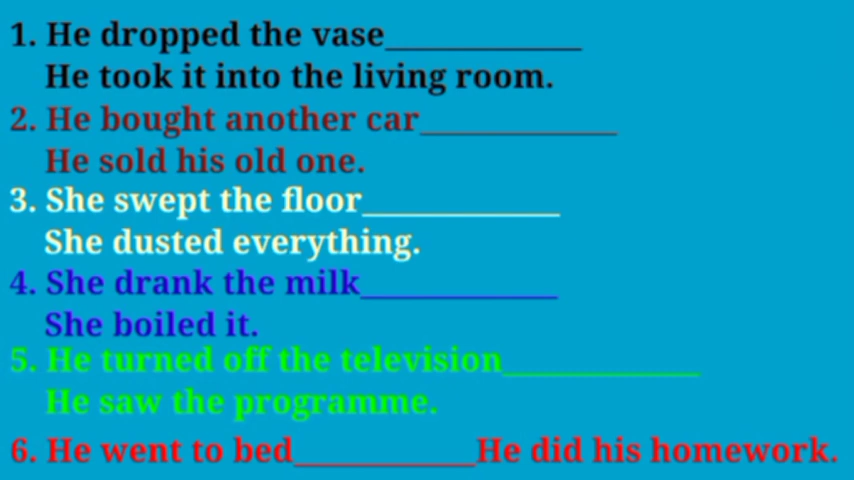 1. He dropped the vase____________
He took it into the living room.
2. He bought another car____________
He sold his old one.
3. She swept the floor____________
She dusted everything.
4. She drank the milk____________
She boiled it.
5. He turned off the television____________
He saw the programme.
6. He went to bed___________He did his homework.